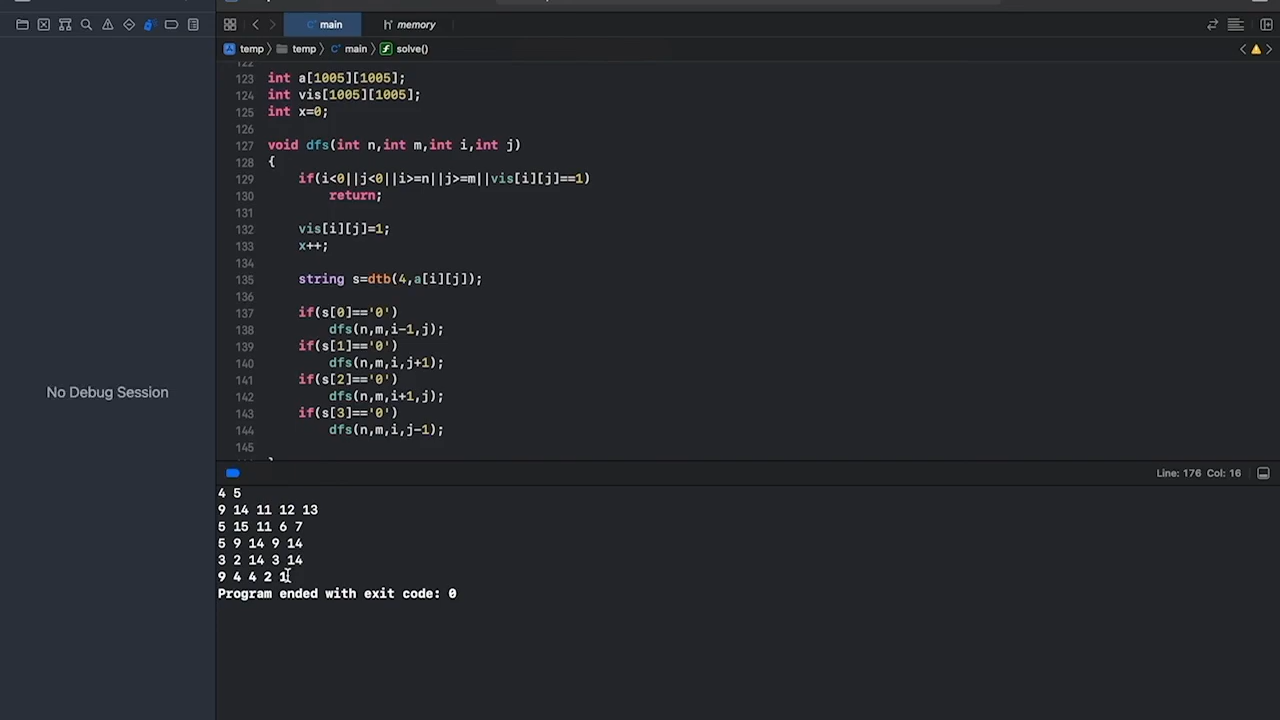 main
memory
temp
temp
main
solve()
122
123 int a[1005][1005];
124 int vis[1005][1005];
125 int x=0;
126
127 void dfs(int n,int m,int i,int j)
128 {
129 if(i<0||j<0||i>=n||j>=m||vis[i][j]==1)
130 return;
131
132 vis[i][j]=1;
133 x++;
134
135 string s=dtb(4,a[i][j]);
136
137 if(s[0]=='0')
138 dfs(n,m,i-1,j);
139 if(s[1]=='0')
140 dfs(n,m,i,j+1);
141 if(s[2]=='0')
142 dfs(n,m,i+1,j);
143 if(s[3]=='0')
144 dfs(n,m,i,j-1);
145
No Debug Session
Line: 176 Col: 16
4 5
9 14 11 12 13
5 15 11 6 7
5 9 14 9 14
3 2 14 3 14
9 4 4 2 1
Program ended with exit code: 0